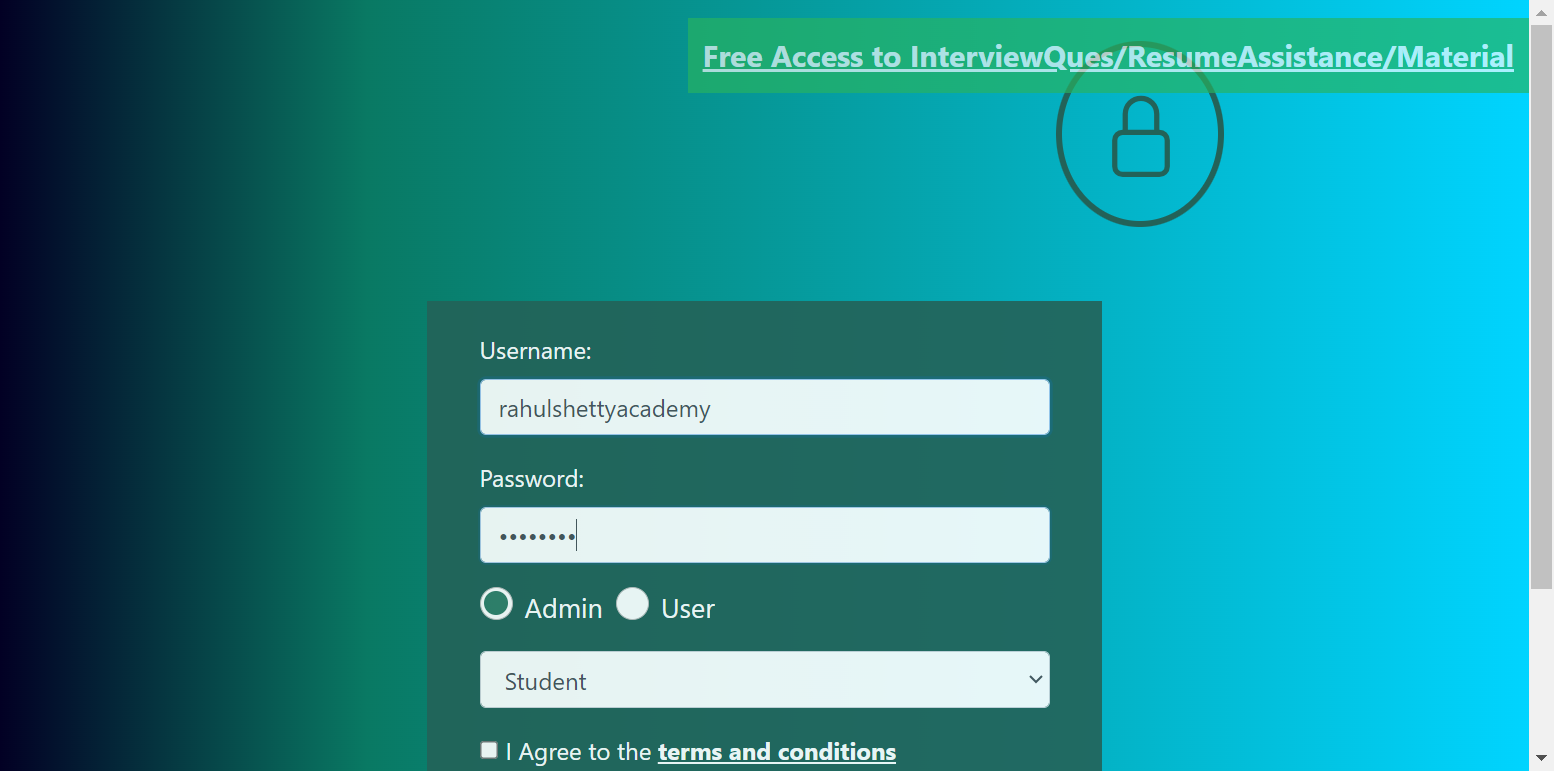 Free Access to InterviewQues/ResumeAssistance/Material
Username:
rahulshettyacademy
Password:
••••••••
Admin User
Student
I Agree to the terms and conditions